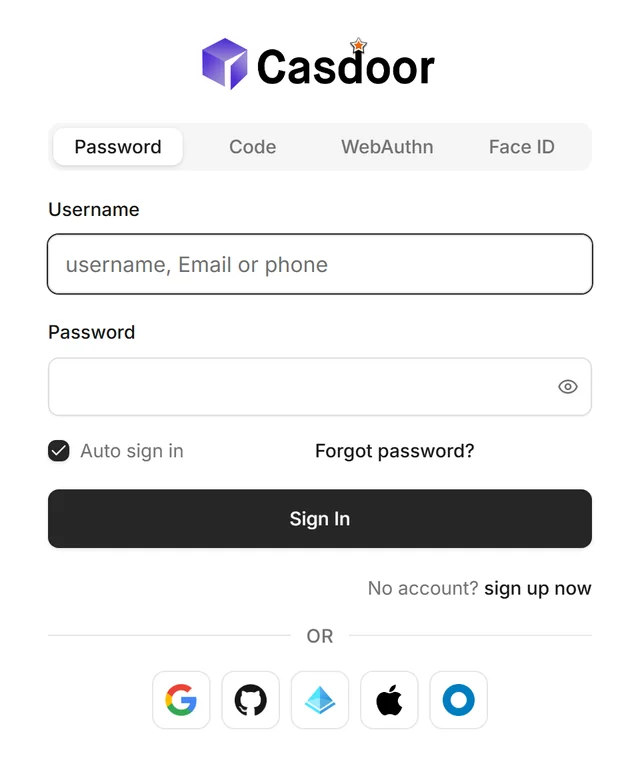 Casdoor
Password Code WebAuthn Face ID
Username
username, Email or phone
Password
Auto sign in Forgot password?
Sign In
No account? sign up now
OR